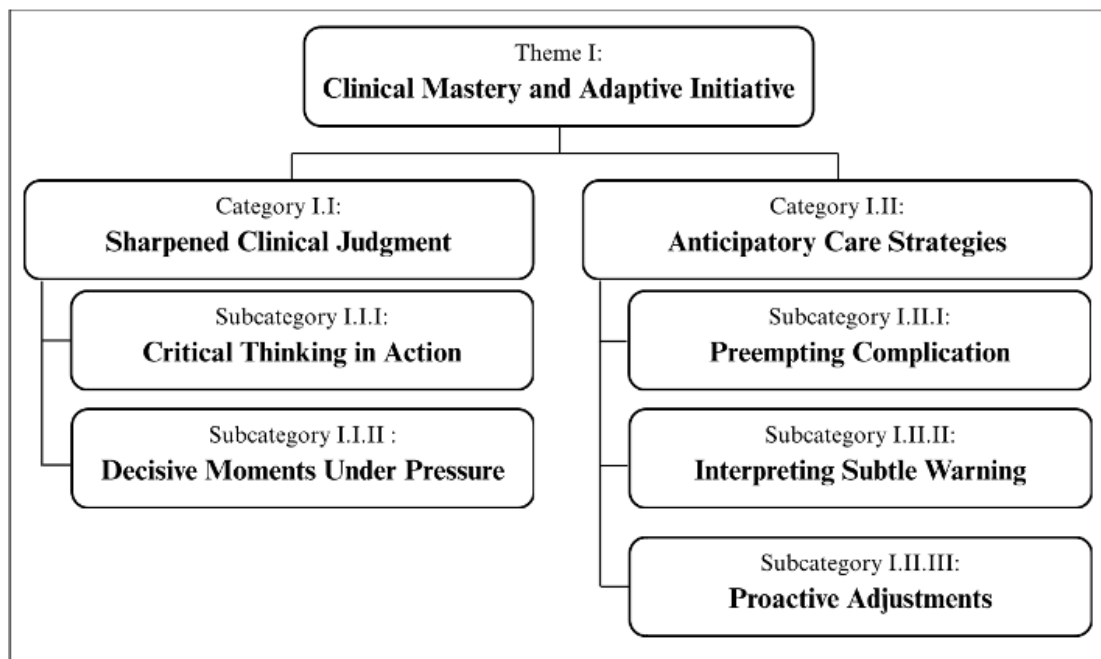 Theme I:
Clinical Mastery and Adaptive Initiative
Category I.I:
Sharpened Clinical Judgment
Subcategory I.I.I:
Critical Thinking in Action
Subcategory I.I.II :
Decisive Moments Under Pressure
Category I.II:
Anticipatory Care Strategies
Subcategory I.II.I:
Preempting Complication
Subcategory I.II.II:
Interpreting Subtle Warning
Subcategory I.II.III:
Proactive Adjustments